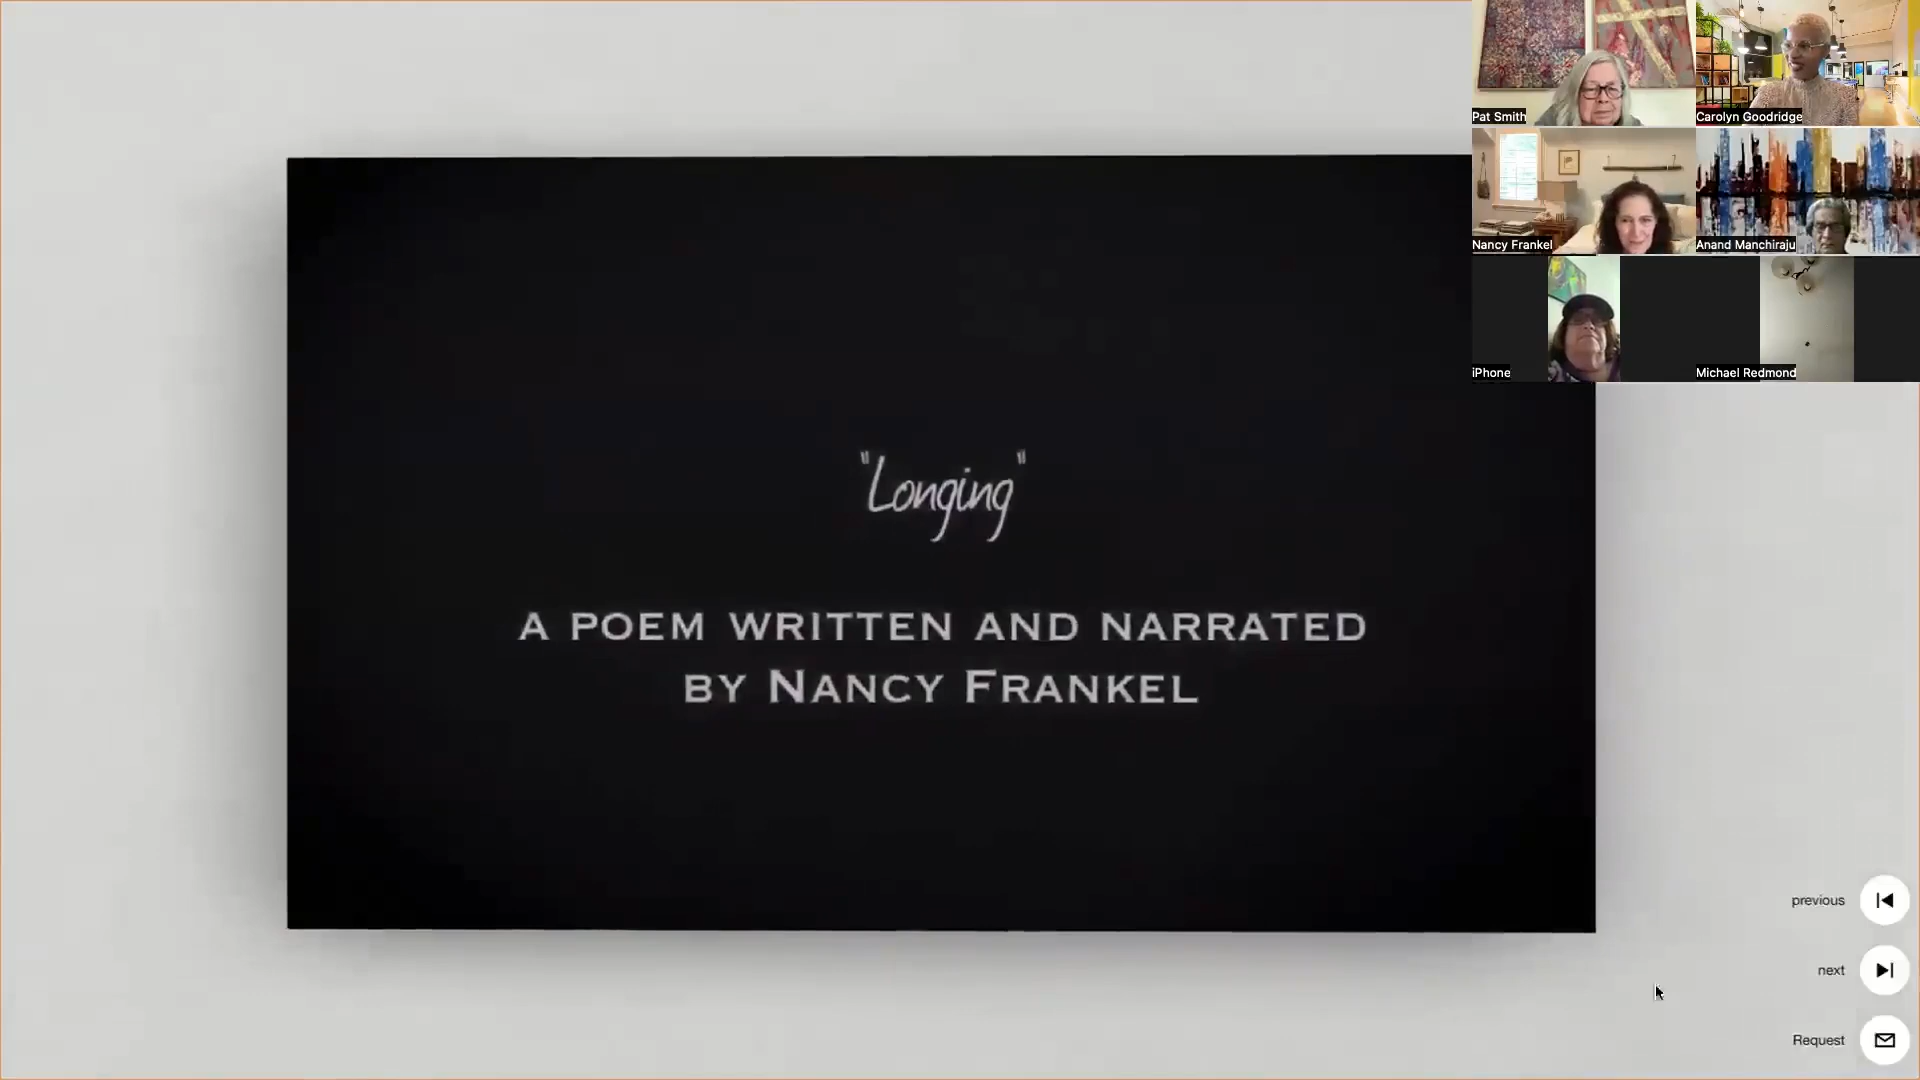 Pat Smith
Carolyn Goodridge
Nancy Frankel
Anand Manchiraju
iPhone
Michael Redmond
"Longing"
A POEM WRITTEN AND NARRATED
BY NANCY FRANKEL
previous
next
Request